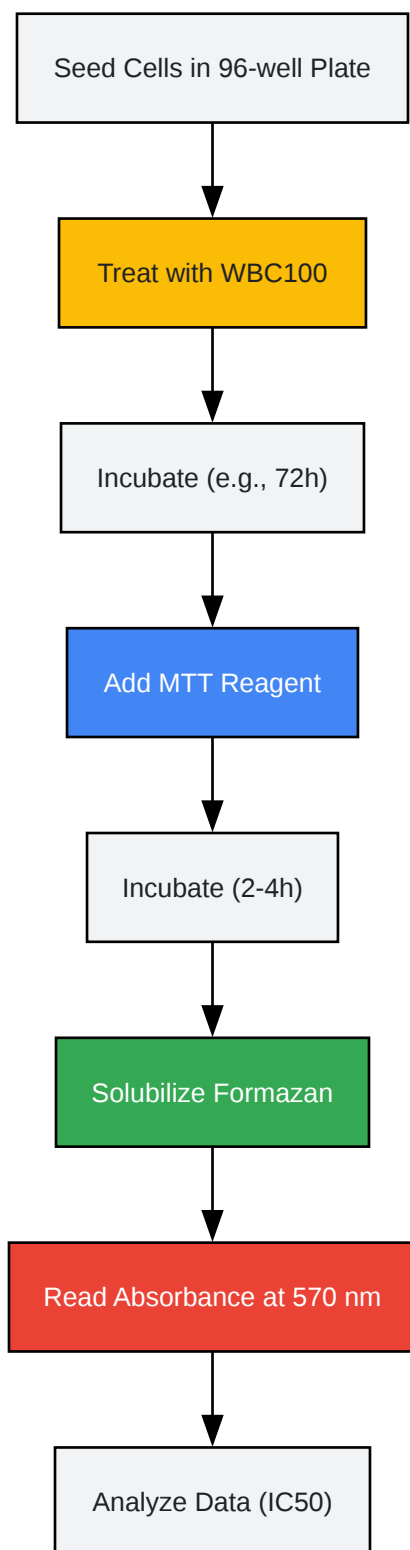 Seed Cells in 96-well Plate
Treat with WBC100
Incubate (e.g., 72h)
Add MTT Reagent
Incubate (2-4h)
Solubilize Formazan
Read Absorbance at 570 nm
Analyze Data (IC50)